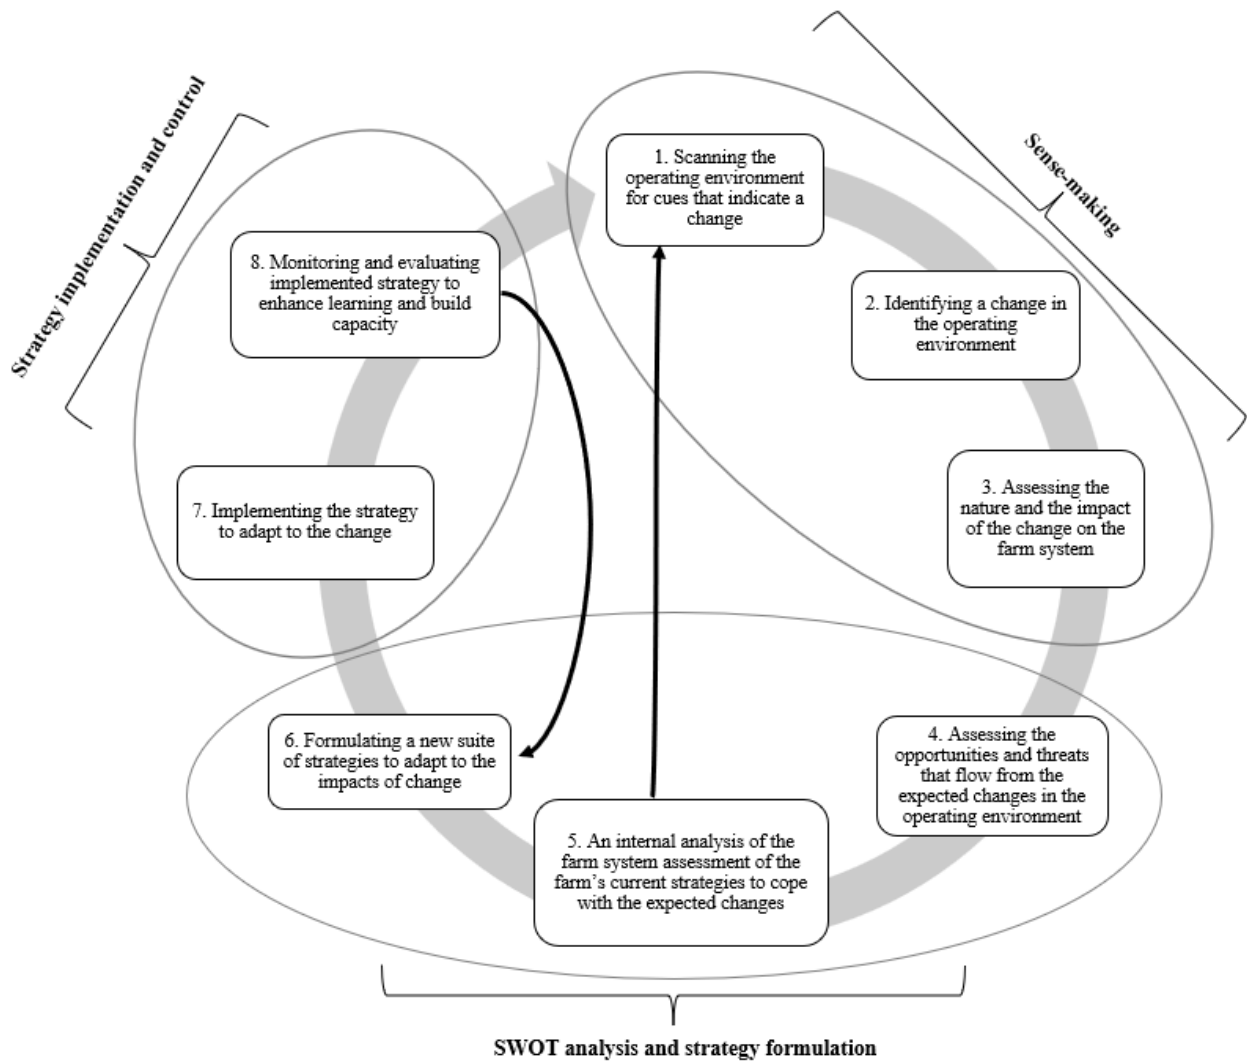 Strategy implementation and control
Sense-making
1. Scanning the
operating environment
for cues that indicate a
change
2. Identifying a change in
the operating
environment
3. Assessing the
nature and the impact
of the change on the
farm system
4. Assessing the
opportunities and threats
that flow from the
expected changes in the
operating environment
5. An internal analysis of the
farm system assessment of the
farm’s current strategies to cope
with the expected changes
6. Formulating a new suite
of strategies to adapt to the
impacts of change
7. Implementing the strategy
to adapt to the change
8. Monitoring and evaluating
implemented strategy to
enhance learning and build
capacity
SWOT analysis and strategy formulation